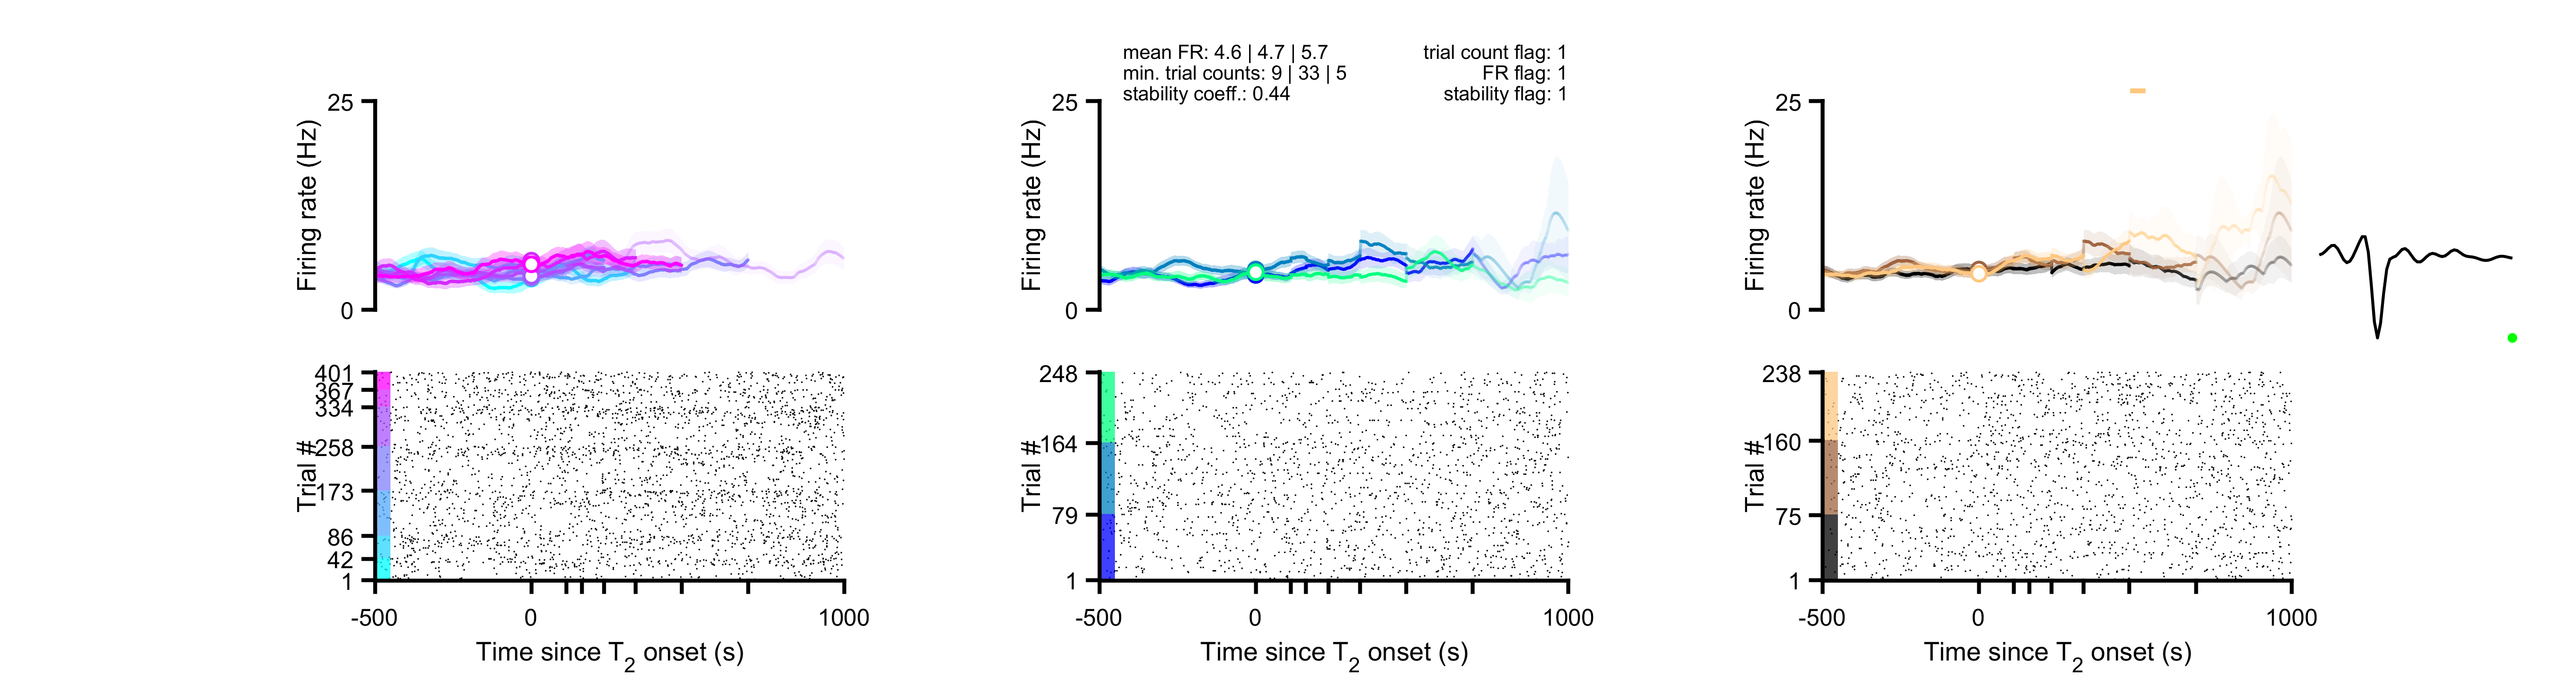 mean FR: 4.6 | 4.7 | 5.7
min. trial counts: 9 | 33 | 5
stability coeff.: 0.44
trial count flag: 1
FR flag: 1
stability flag: 1
25
Firing rate (Hz)
0
25
Firing rate (Hz)
0
25
Firing rate (Hz)
0
401
367
334
258
173
86
42
1
Trial #
-500
0
1000
Time since T2 onset (s)
248
164
79
1
Trial #
-500
0
1000
Time since T2 onset (s)
238
160
75
1
Trial #
-500
0
1000
Time since T2 onset (s)